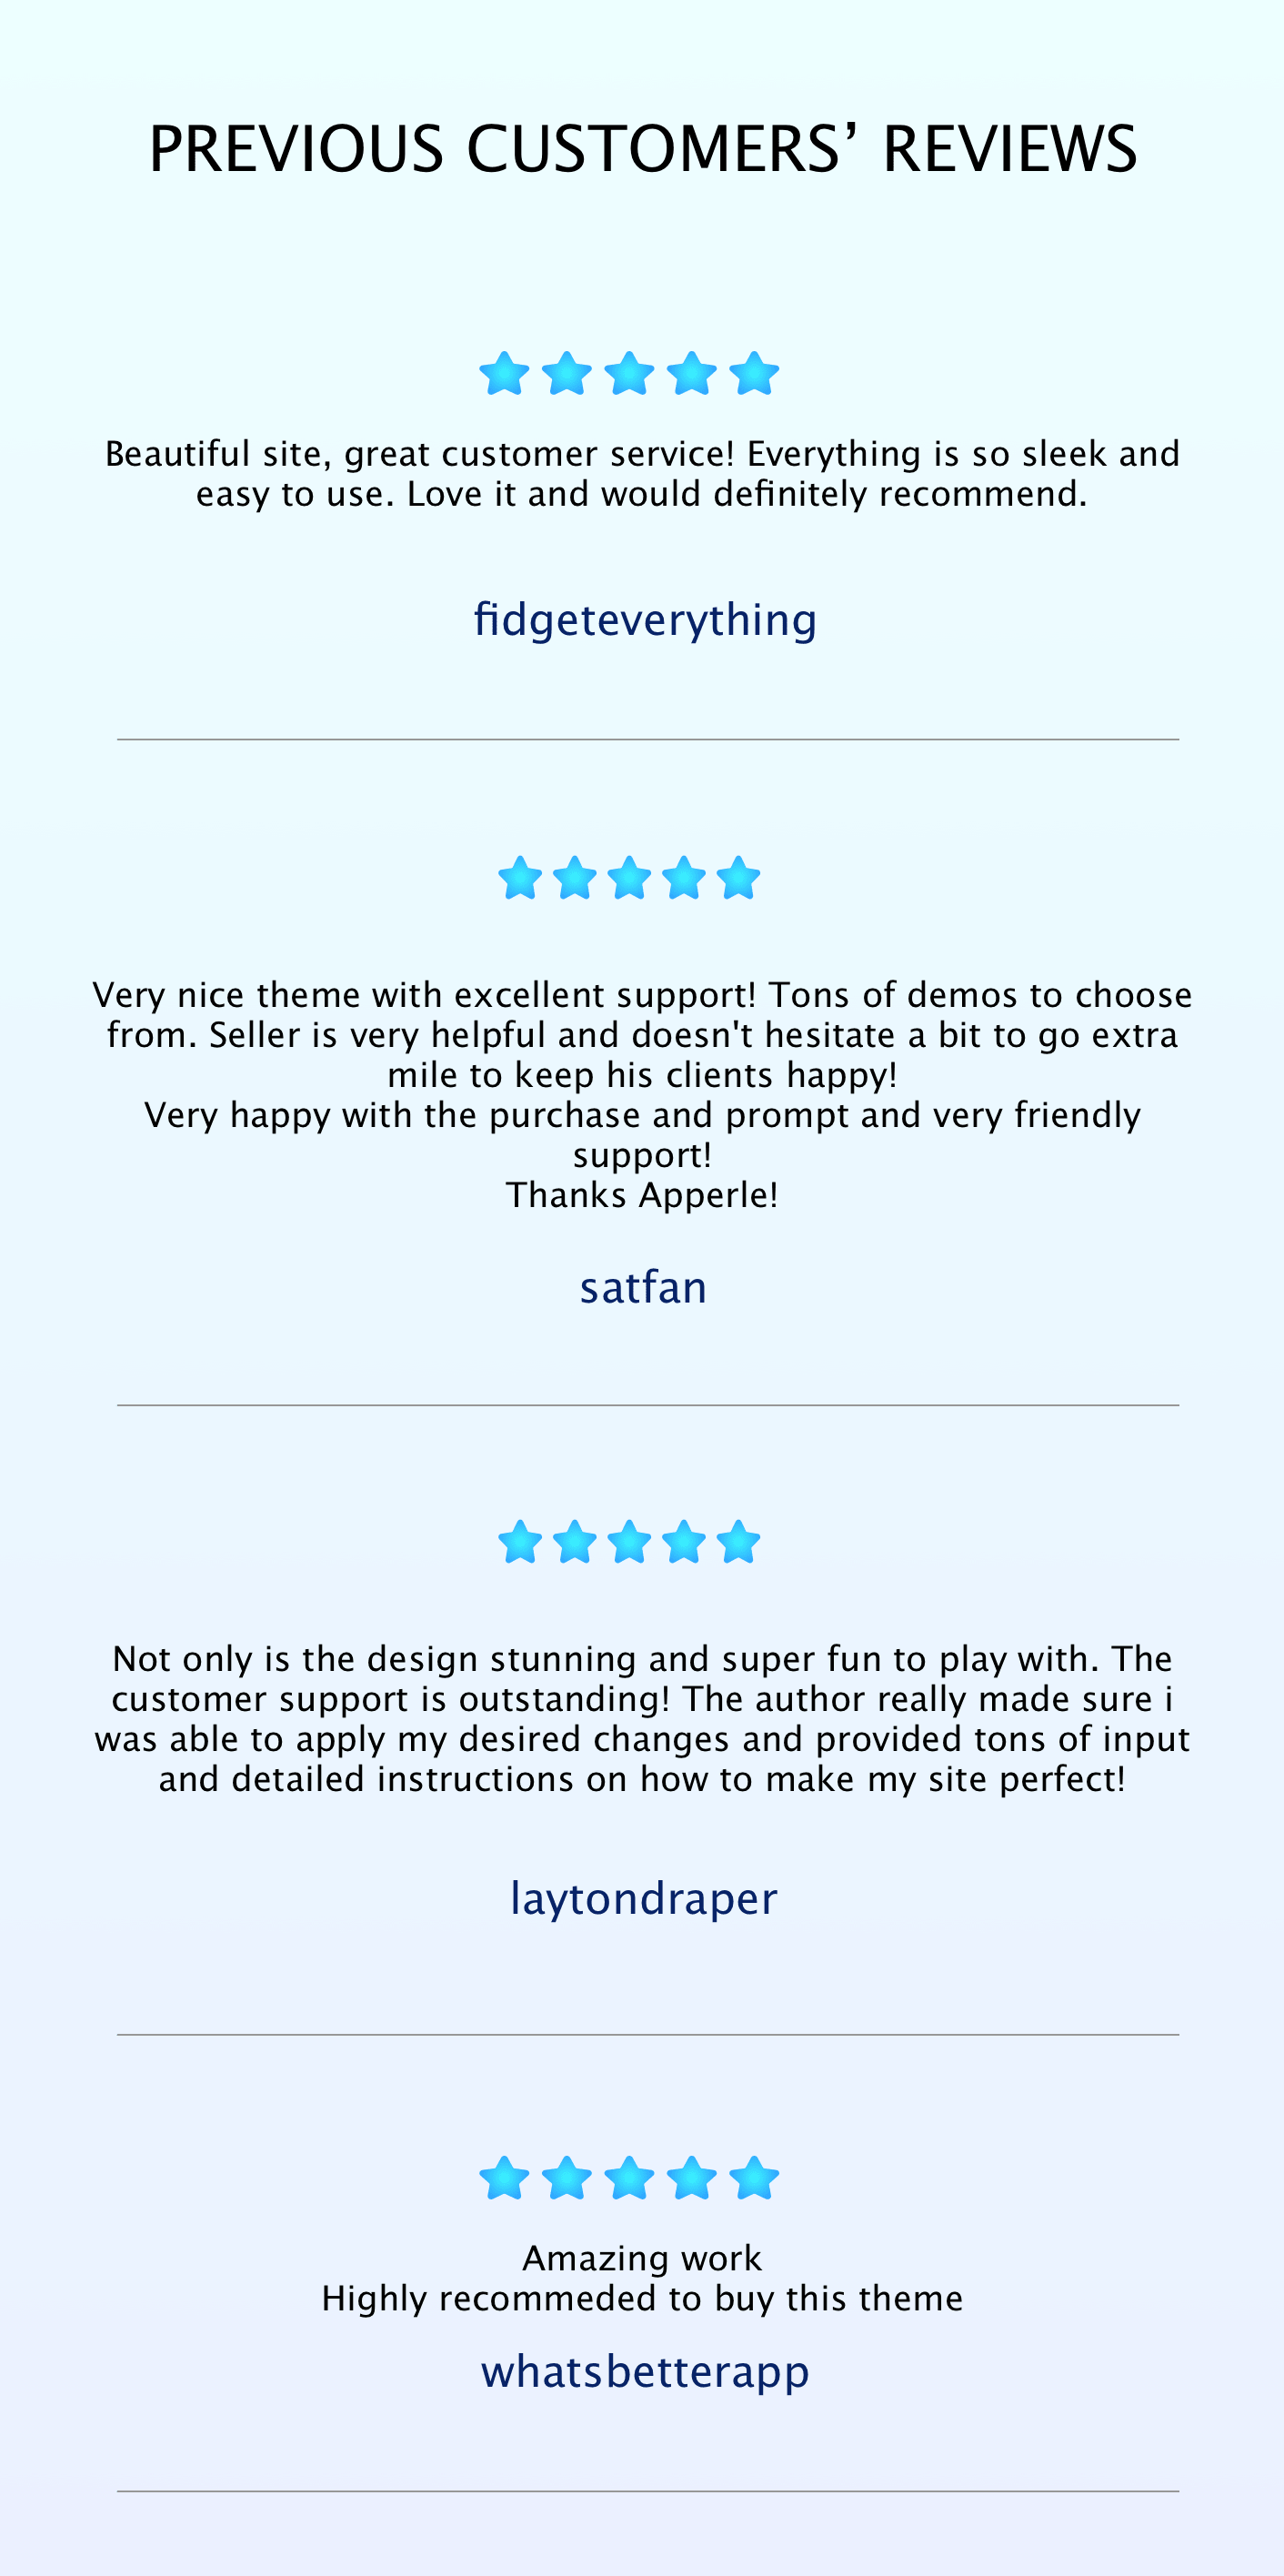 PREVIOUS CUSTOMERS’ REVIEWS
Beautiful site, great customer service! Everything is so sleek and
easy to use. Love it and would definitely recommend.
fidgeteverything
Very nice theme with excellent support! Tons of demos to choose
from. Seller is very helpful and doesn't hesitate a bit to go extra
mile to keep his clients happy!
Very happy with the purchase and prompt and very friendly
support!
Thanks Apperle!
satfan
Not only is the design stunning and super fun to play with. The
customer support is outstanding! The author really made sure i
was able to apply my desired changes and provided tons of input
and detailed instructions on how to make my site perfect!
laytondraper
Amazing work
Highly recommeded to buy this theme
whatsbetterapp